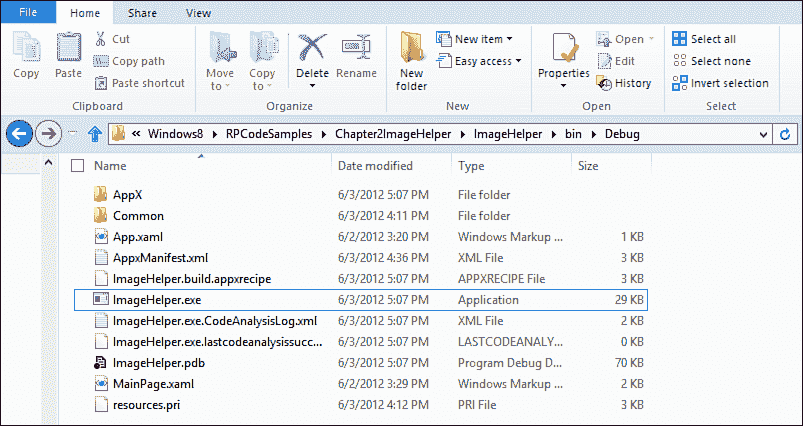 File Home Share View
Copy
Paste
Cut
Copy path
Paste shortcut
Clipboard
Move to
Copy to
Delete
Rename
Organize
New folder
New item
Easy access
New
Properties
Open
Edit
History
Open
Select all
Select none
Invert selection
Select
« Windows8 RPCodeSamples Chapter2ImageHelper ImageHelper bin Debug
Name Date modified Type Size
AppX 6/3/2012 5:07 PM File folder
Common 6/3/2012 4:11 PM File folder
App.xaml 6/2/2012 3:20 PM Windows Markup ... 1 KB
AppxManifest.xml 6/3/2012 4:36 PM XML File 3 KB
ImageHelper.build.appxrecipe 6/3/2012 5:07 PM APPXRECIPE File 3 KB
ImageHelper.exe 6/3/2012 5:07 PM Application 29 KB
ImageHelper.exe.CodeAnalysisLog.xml 6/3/2012 5:07 PM XML File 2 KB
ImageHelper.exe.lastcodeanalysissucc... 6/3/2012 5:07 PM LASTCODEANALY... 0 KB
ImageHelper.pdb 6/3/2012 5:07 PM Program Debug D... 70 KB
MainPage.xaml 6/2/2012 3:29 PM Windows Markup ... 2 KB
resources.pri 6/3/2012 4:12 PM PRI File 3 KB